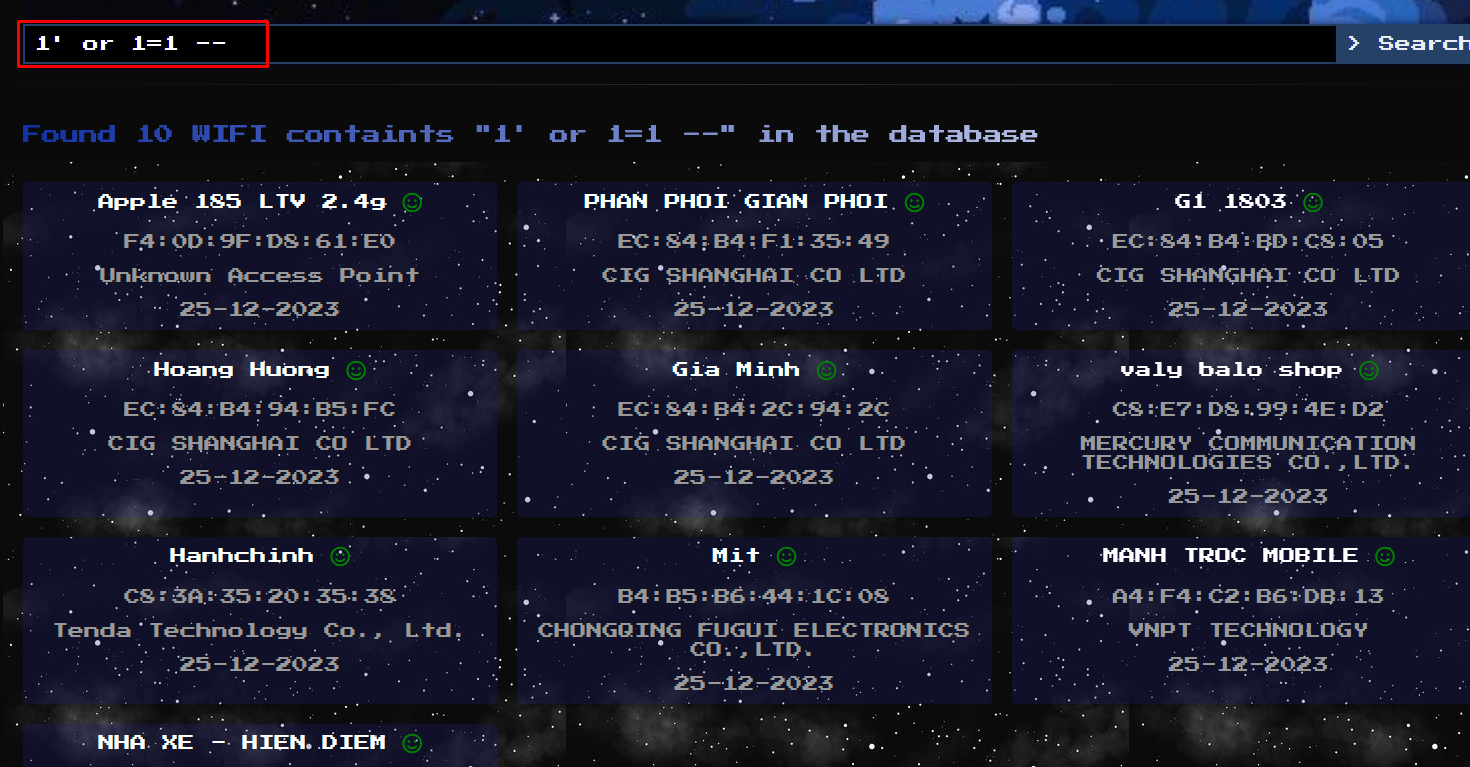 1' or 1=1 --
> Search
Found 10 WIFI containts "1' or 1=1 --" in the database
Apple 185 LTV 2.4g
F4:0D:9F:D8:61:E0
Unknown Access Point
25-12-2023
PHAN PHOI GIAN PHOI
EC:84:B4:F1:35:49
CIG SHANGHAI CO LTD
25-12-2023
G1 1803
EC:84:B4:BD:C8:05
CIG SHANGHAI CO LTD
25-12-2023
Hoang Huong
EC:84:B4:94:B5:FC
CIG SHANGHAI CO LTD
25-12-2023
Gia Minh
EC:84:B4:2C:94:2C
CIG SHANGHAI CO LTD
25-12-2023
valy balo shop
C8:E7:D8:99:4E:D2
MERCURY COMMUNICATION
TECHNOLOGIES CO.,LTD.
25-12-2023
Hanhchinh
C8:3A:35:20:35:38
Tenda Technology Co., Ltd.
25-12-2023
Mit
B4:B5:B6:44:1C:08
CHONGQING FUGUI ELECTRONICS
CO.,LTD.
25-12-2023
MANH TROC MOBILE
A4:F4:C2:B6:DB:13
VNPT TECHNOLOGY
25-12-2023
NHA XE - HIEN DIEM